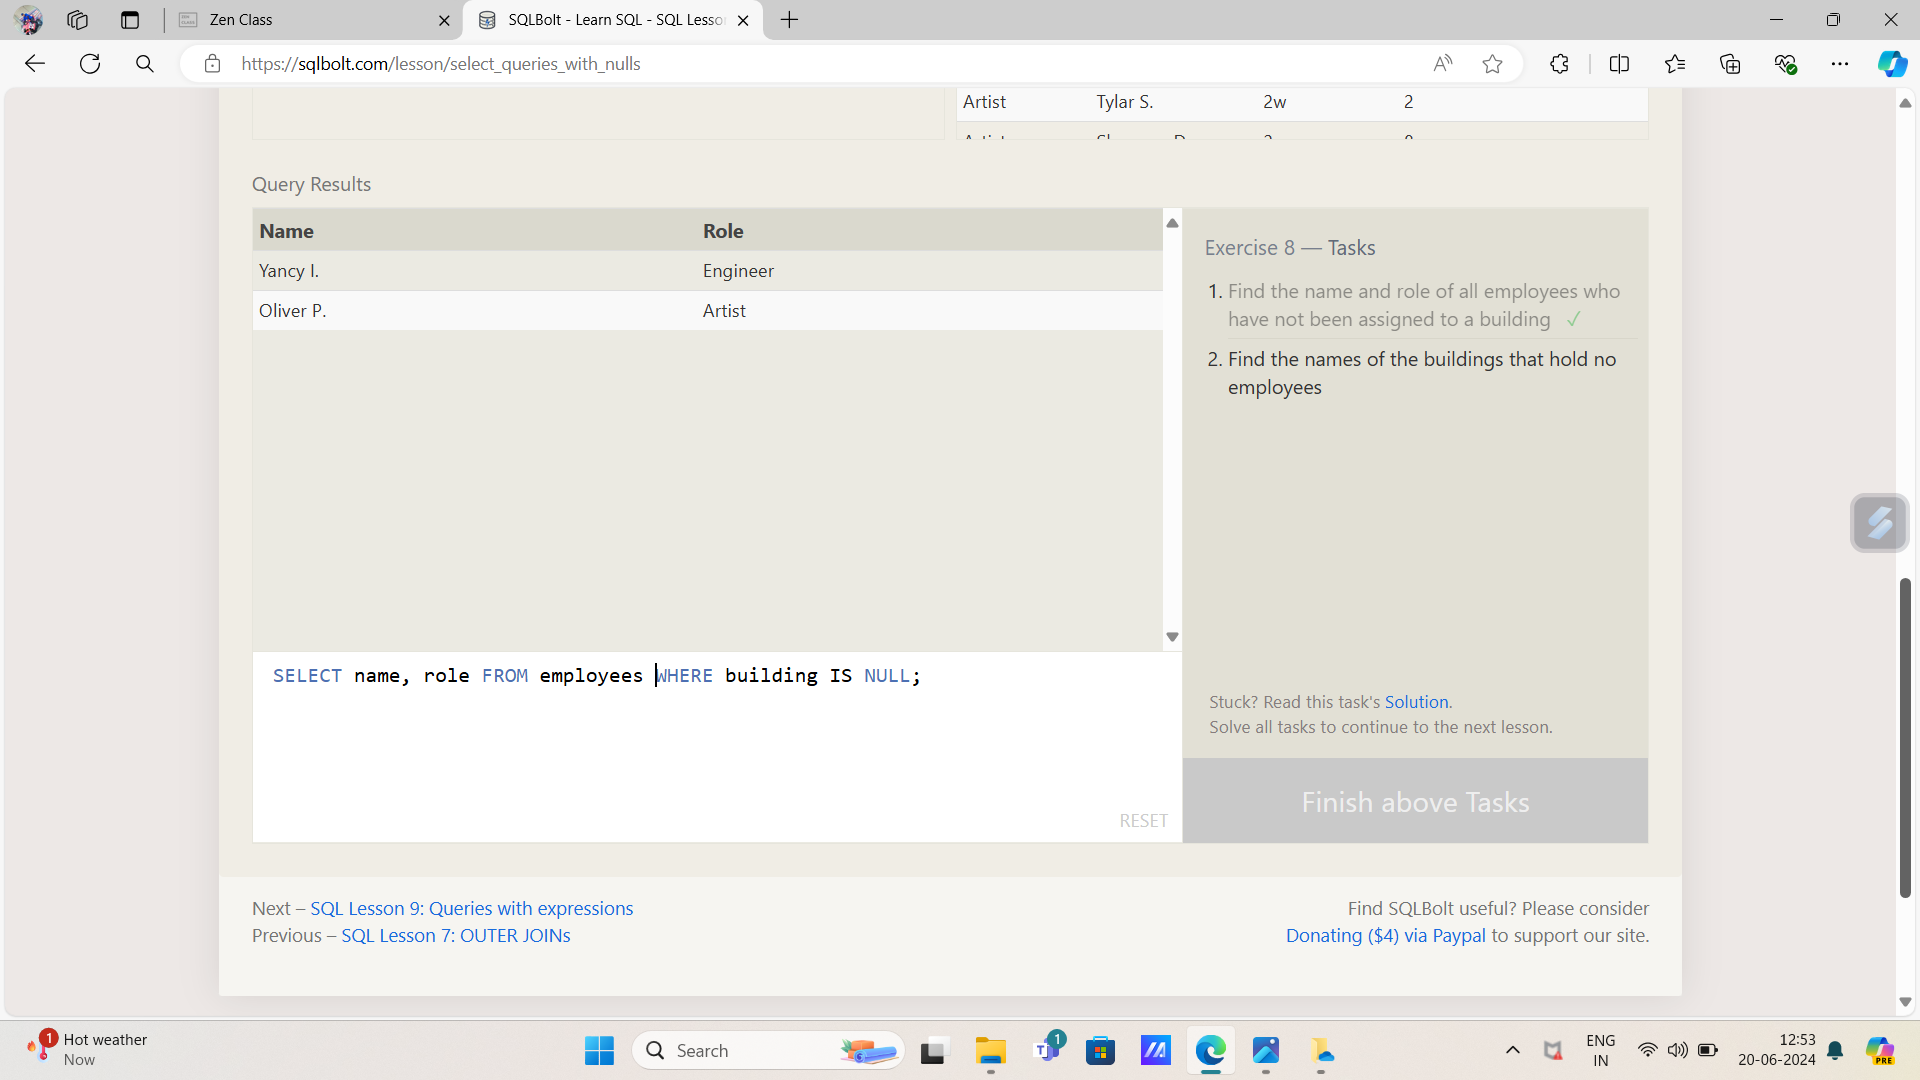 Zen Class
SQLBolt - Learn SQL - SQL Lesso
https://sqlbolt.com/lesson/select_queries_with_nulls
Artist Tylar S. 2w 2
Query Results
Name Role
Yancy I. Engineer
Oliver P. Artist
Exercise 8 — Tasks
1. Find the name and role of all employees who
have not been assigned to a building ✓
2. Find the names of the buildings that hold no
employees
SELECT name, role FROM employees WHERE building IS NULL;
RESET
Stuck? Read this task's Solution.
Solve all tasks to continue to the next lesson.
Finish above Tasks
Next – SQL Lesson 9: Queries with expressions
Previous – SQL Lesson 7: OUTER JOINs
Find SQLBolt useful? Please consider
Donating ($4) via Paypal to support our site.
1
Hot weather
Now
Search
1
ENG
IN
12:53
20-06-2024
PRE